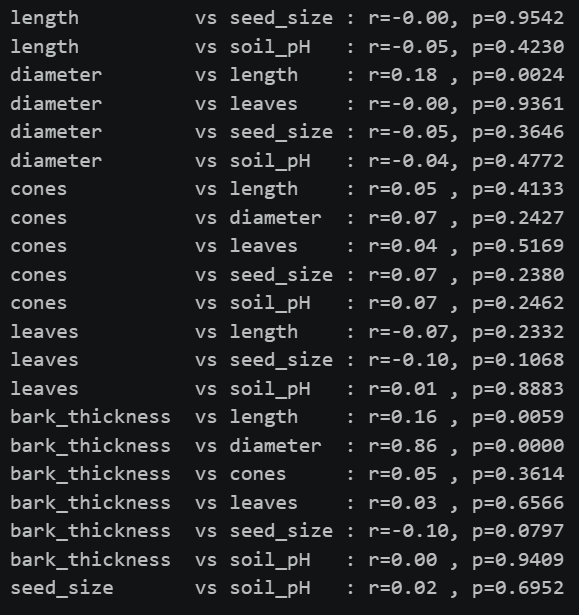 length          vs seed_size : r=-0.00, p=0.9542
length          vs soil_pH   : r=-0.05, p=0.4230
diameter        vs length    : r=0.18 , p=0.0024
diameter        vs leaves    : r=-0.00, p=0.9361
diameter        vs seed_size : r=-0.05, p=0.3646
diameter        vs soil_pH   : r=-0.04, p=0.4772
cones           vs length    : r=0.05 , p=0.4133
cones           vs diameter  : r=0.07 , p=0.2427
cones           vs leaves    : r=0.04 , p=0.5169
cones           vs seed_size : r=0.07 , p=0.2380
cones           vs soil_pH   : r=0.07 , p=0.2462
leaves          vs length    : r=-0.07, p=0.2332
leaves          vs seed_size : r=-0.10, p=0.1068
leaves          vs soil_pH   : r=0.01 , p=0.8883
bark_thickness  vs length    : r=0.16 , p=0.0059
bark_thickness  vs diameter  : r=0.86 , p=0.0000
bark_thickness  vs cones     : r=0.05 , p=0.3614
bark_thickness  vs leaves    : r=0.03 , p=0.6566
bark_thickness  vs seed_size : r=-0.10, p=0.0797
bark_thickness  vs soil_pH   : r=0.00 , p=0.9409
seed_size       vs soil_pH   : r=0.02 , p=0.6952